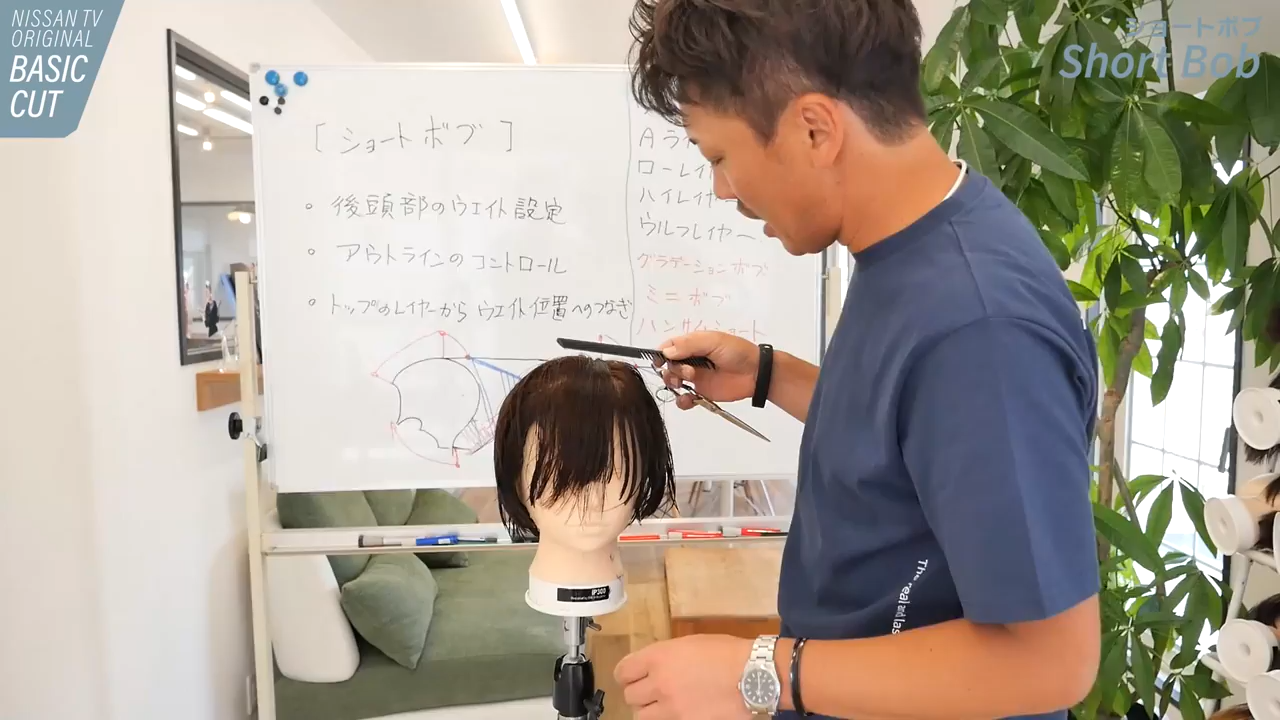 NISSAN TV
ORIGINAL
BASIC
CUT
ショートボブ
Short Bob
[ショートボブ]
。後頭部のウエイト設定
。アウトラインのコントロール
。トップのレイヤーから ウエイト位置へのつなぎ
Aラ
ローレイヤ
ハイレイヤー
ウルフレイヤー
グラデーションボブ
ミニボブ
ハンサムショート
iP300
The real and las